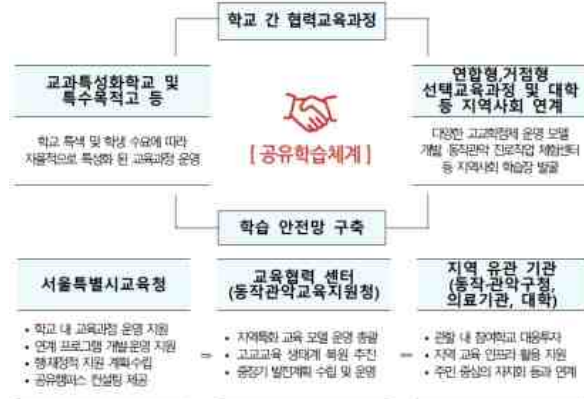 학교 간 협력교육과정
교과특성화학교 및
특수목적고 등
학교 특색 및 학생 수요에 따라
자율적으로 특성화 된 교육과정 운영
[ 공유학습체계 ]
연합형,거점형
선택교육과정 및 대학
등 지역사회 연계
다양한 고교학점제 운영 모델
개발 동작관악 진로직업 체험센터
등 지역사회 학습장 발굴
학습 안전망 구축
서울특별시교육청
• 학교 내 교육과정 운영 지원
• 연계 프로그램 개발운영 지원
• 행·재정적 지원 계획수립
• 공유캠퍼스 컨설팅 제공
교육협력 센터
(동작관악교육지원청)
• 지역특화 교육 모델 운영 총괄
• 고교교육 생태계 복원 추진
• 중장기 발전계획 수립 및 운영
지역 유관 기관
(동작·관악구청,
의료기관, 대학)
• 관할 내 참여학교 대응투자
• 지역 교육 인프라 활용 지원
• 주민 중심의 자치회 등과 연계